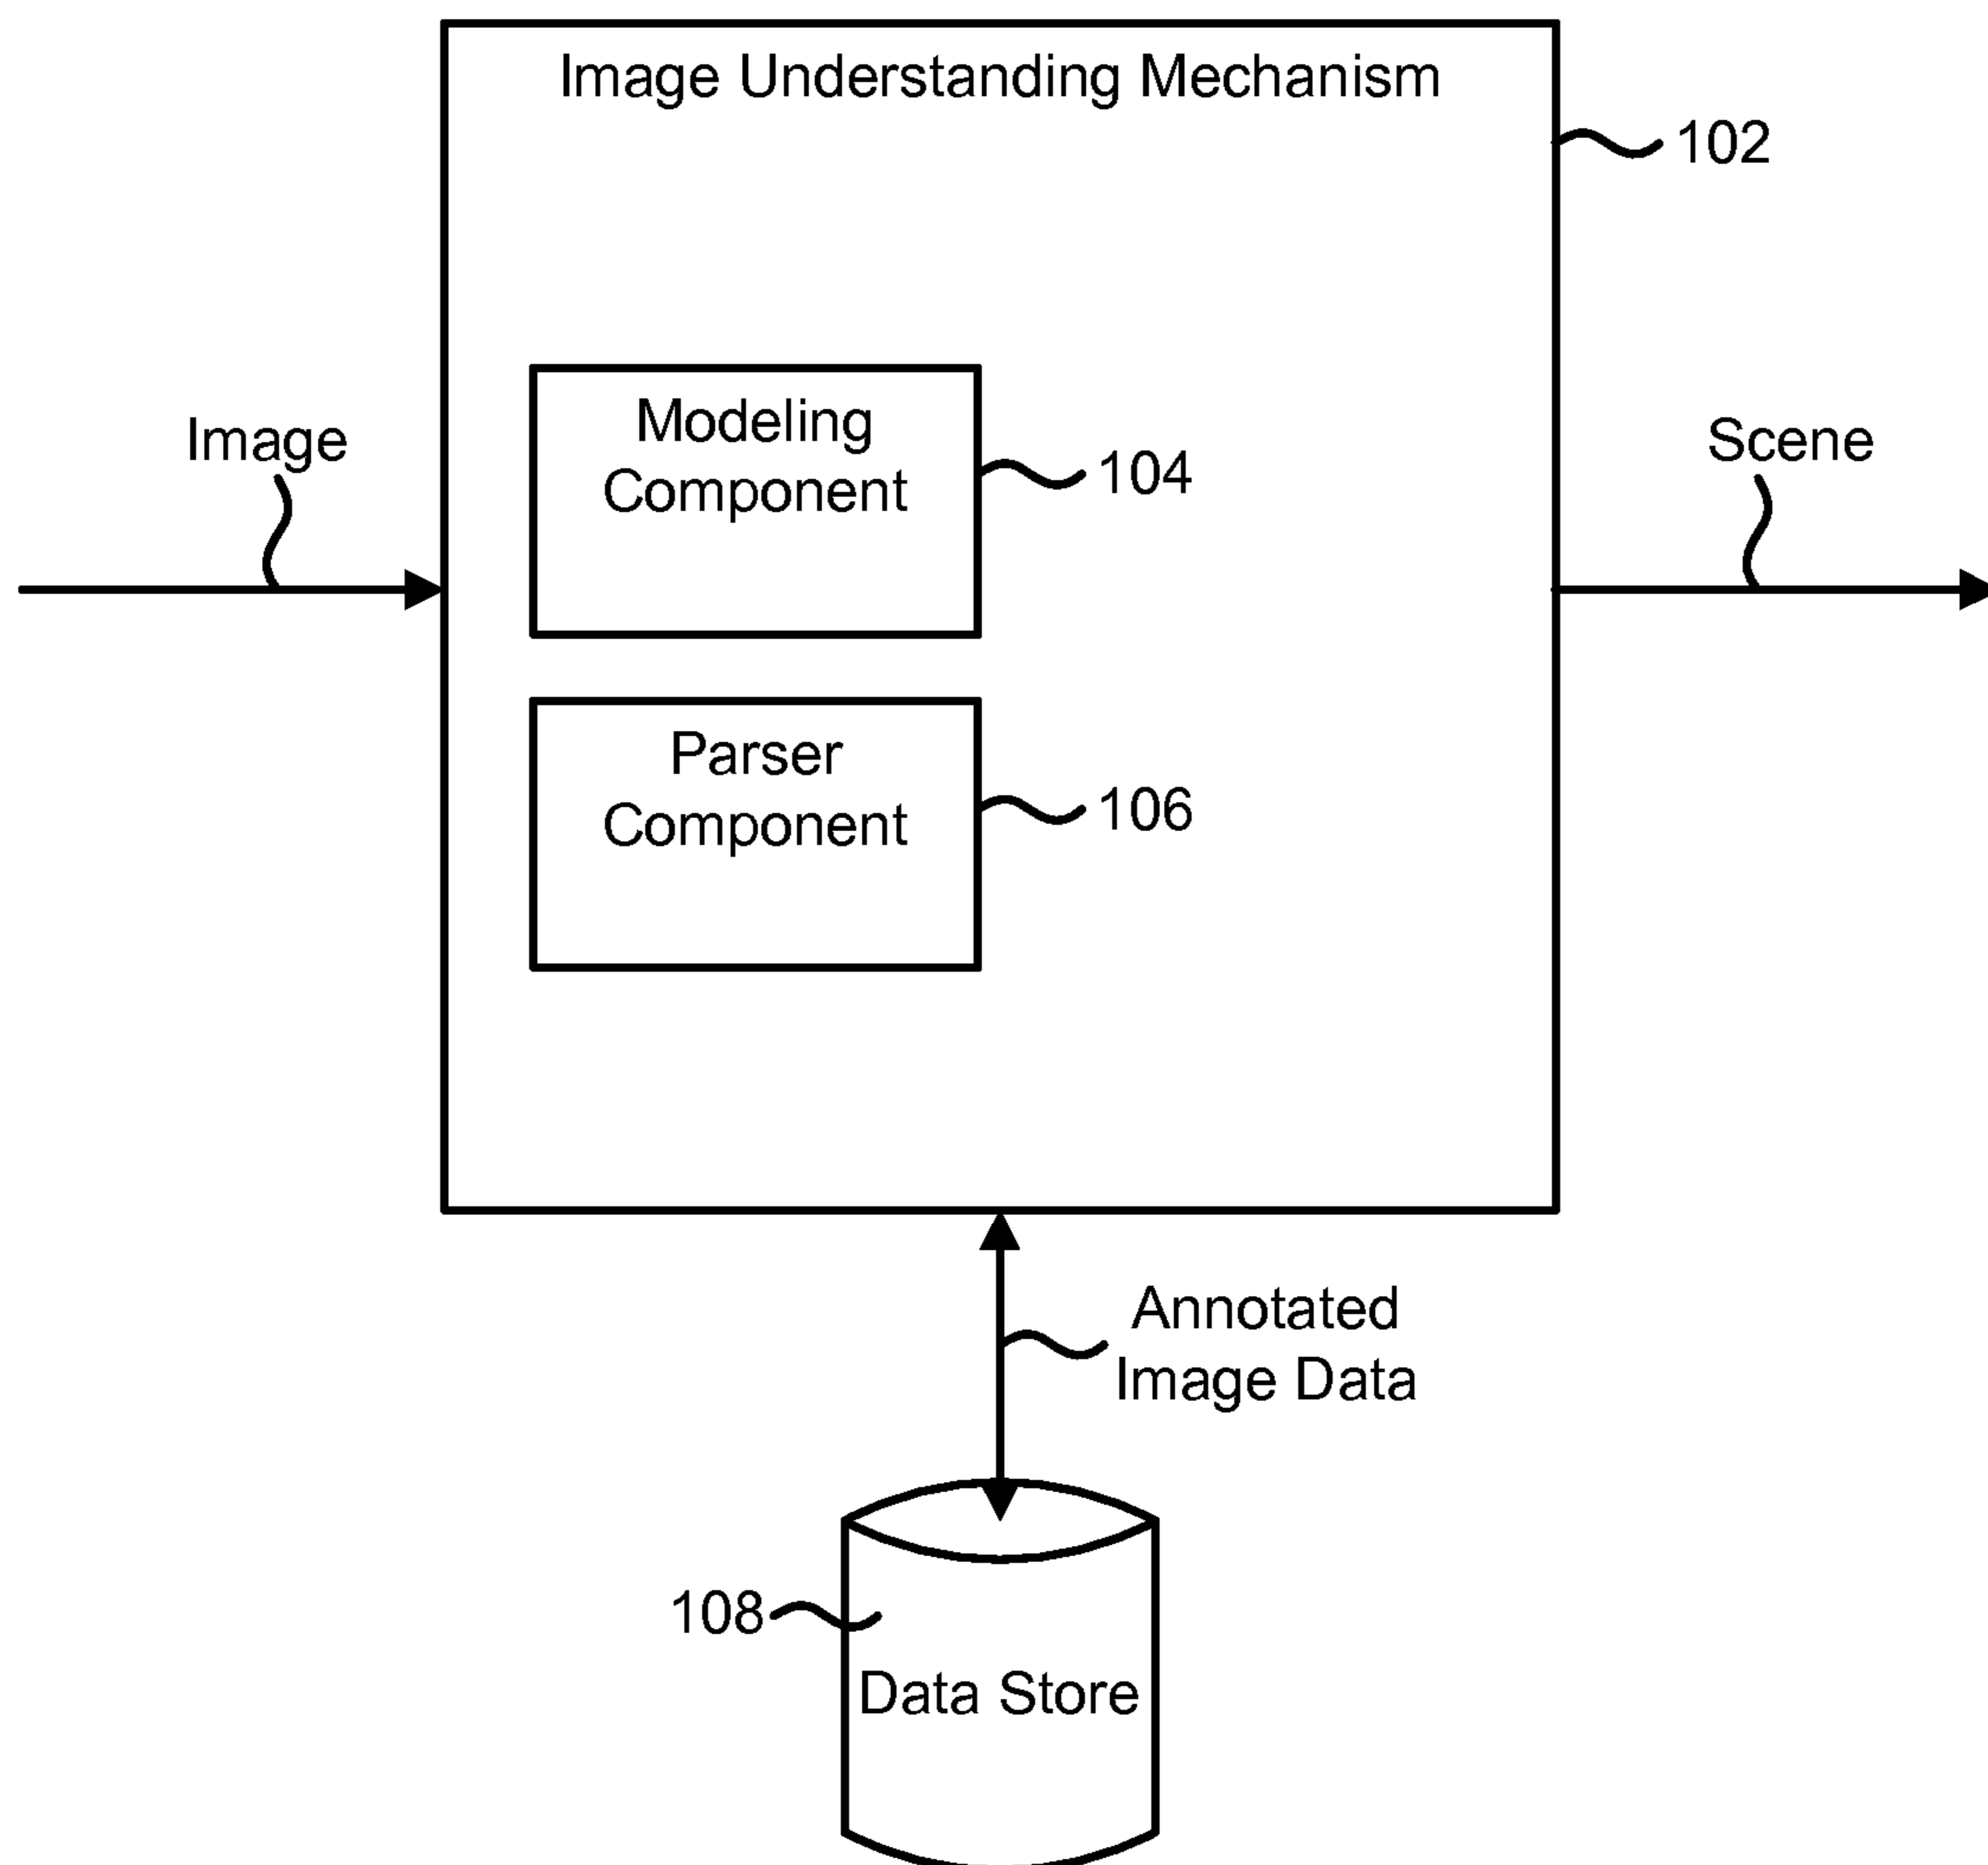 Image Understanding Mechanism
102
Modeling
Component
104
Image
Scene
Parser
Component
106
Annotated
Image Data
108
Data Store